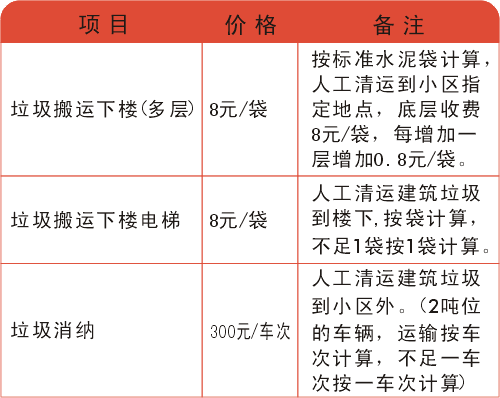 项目 价格 备注
垃圾搬运下楼(多层) 8元/袋 按标准水泥袋计算，
人工清运到小区指
定地点，底层收费
8元/袋，每增加一
层增加0.8元/袋。
垃圾搬运下楼电梯 8元/袋 人工清运建筑垃圾
到楼下,按袋计算，
不足1袋按1袋计算。
垃圾消纳 300元/车次 人工清运建筑垃圾
到小区外。(2吨位
的车辆，运输按车
次计算，不足一车
次按一车次计算)